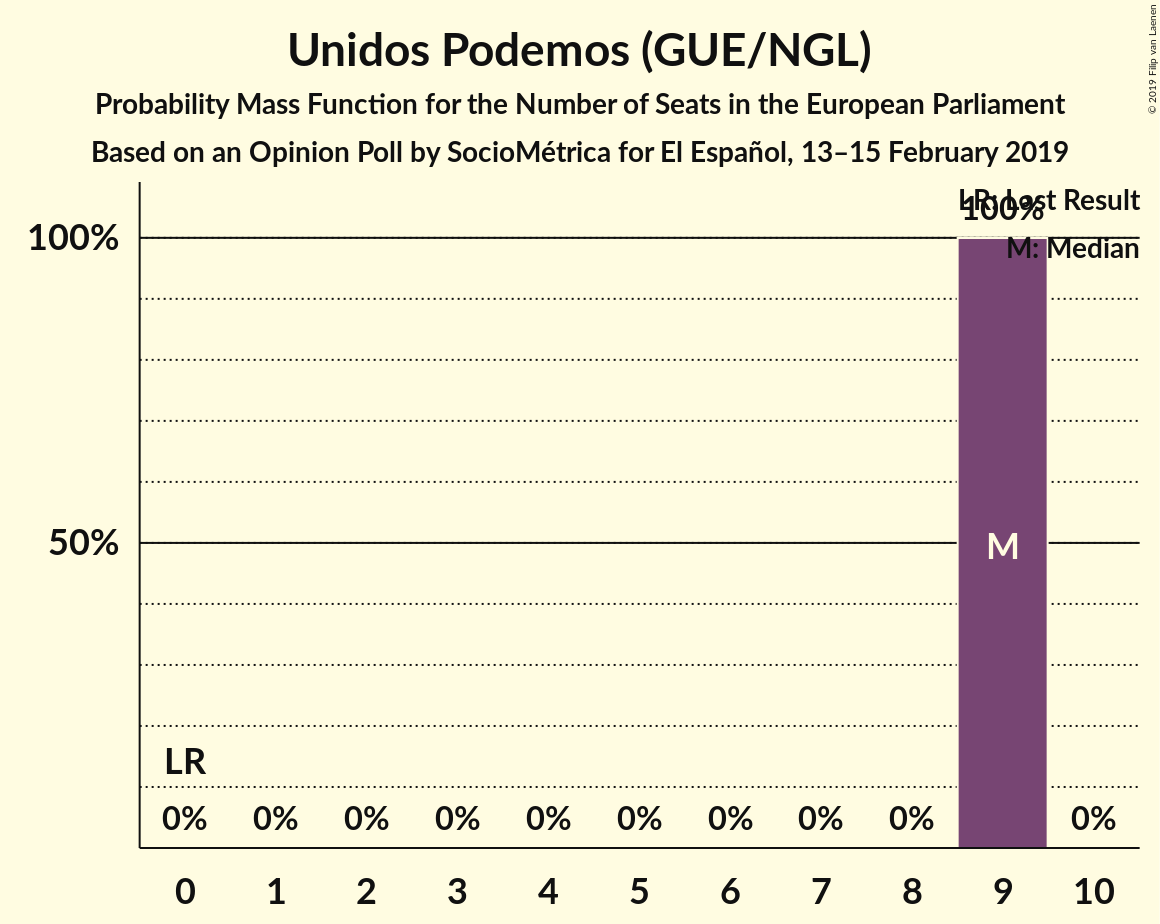 Unidos Podemos (GUE/NGL)
Probability Mass Function for the Number of Seats in the European Parliament
Based on an Opinion Poll by SocioMétrica for El Español, 13–15 February 2019
© 2019 Filip van Laenen
LR: Last Result
100%
M: Median
100%
50%
M
LR
0% 0% 0% 0% 0% 0% 0% 0% 0% 0%
0 1 2 3 4 5 6 7 8 9 10